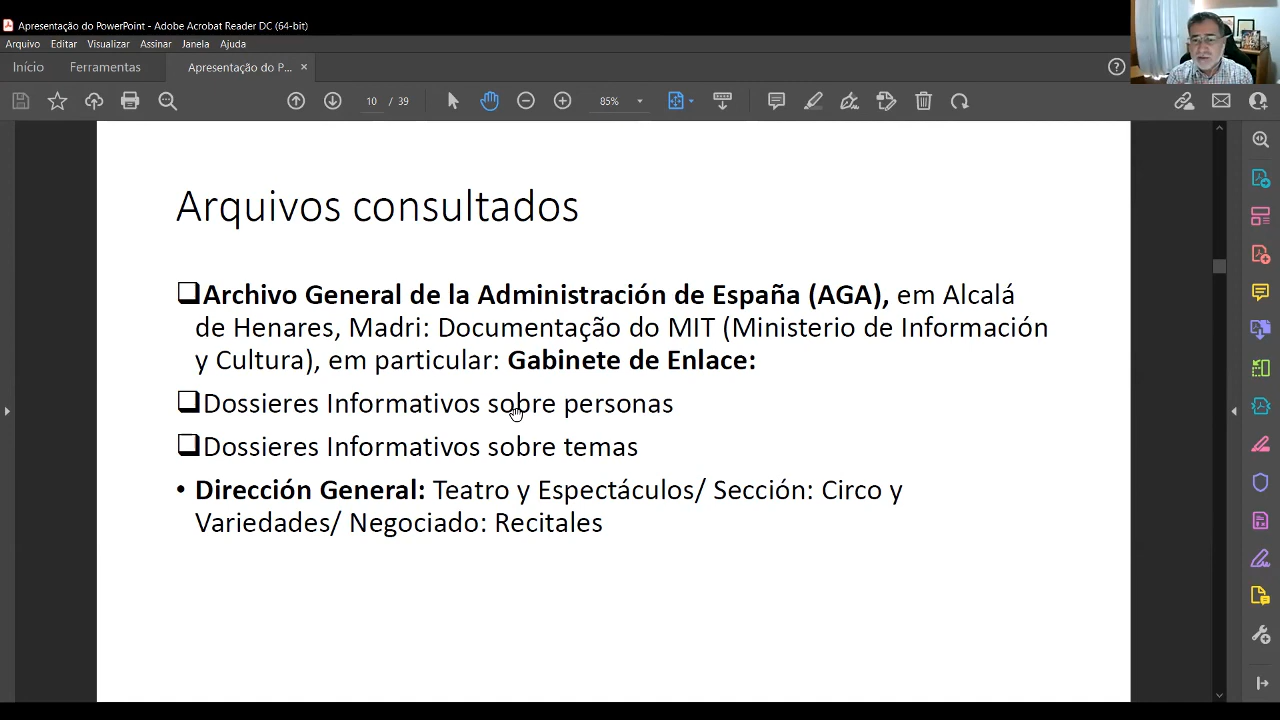 Apresentação do PowerPoint - Adobe Acrobat Reader DC (64-bit)
Arquivo Editar Visualizar Assinar Janela Ajuda
Início Ferramentas Apresentação do P... ×
10 / 39 85%
Arquivos consultados
Archivo General de la Administración de España (AGA), em Alcalá
de Henares, Madri: Documentação do MIT (Ministerio de Información
y Cultura), em particular: Gabinete de Enlace:
Dossieres Informativos sobre personas
Dossieres Informativos sobre temas
• Dirección General: Teatro y Espectáculos/ Sección: Circo y
Variedades/ Negociado: Recitales